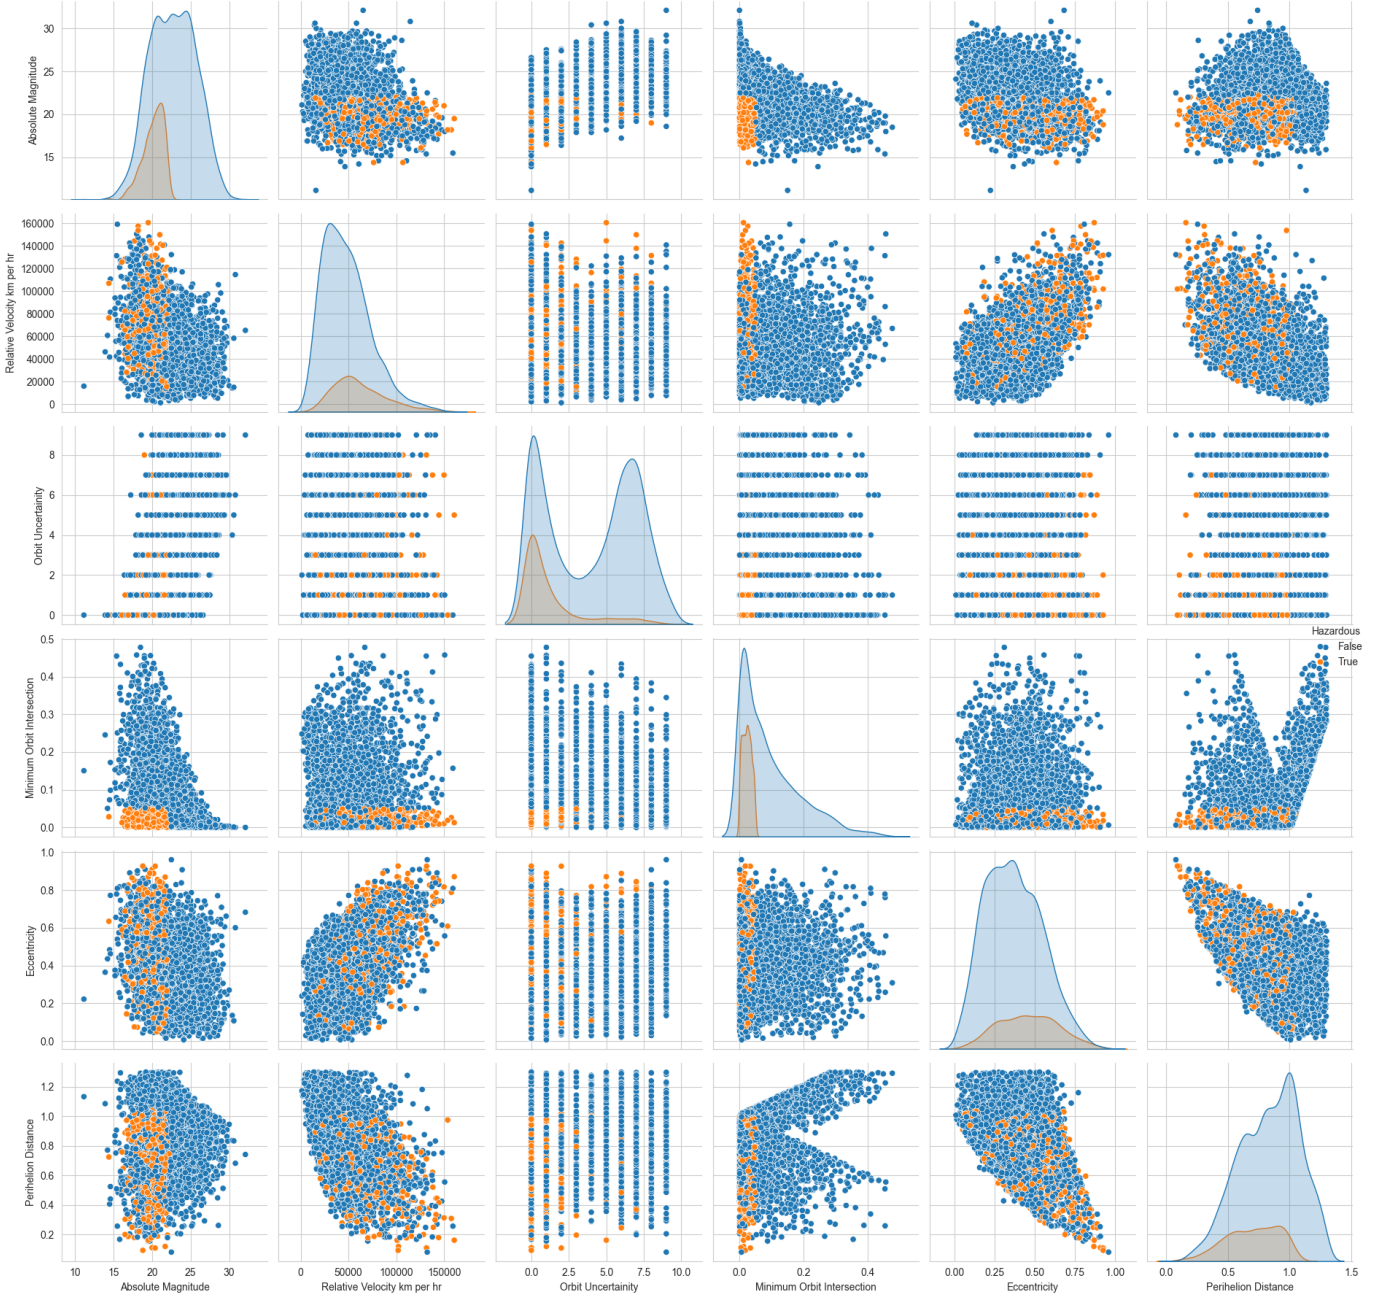 30
25
20
15
Absolute Magnitude
160000
140000
120000
100000
80000
60000
40000
20000
0
Relative Velocity km per hr
8
6
4
2
0
Orbit Uncertainity
Hazardous
False
True
0.5
0.4
0.3
0.2
0.1
0.0
Minimum Orbit Intersection
1.0
0.8
0.6
0.4
0.2
0.0
Eccentricity
1.2
1.0
0.8
0.6
0.4
0.2
Perihelion Distance
10 20 30
0 50000 100000 150000
0.0 2.5 5.0 7.5 10.0
0.0 0.2 0.4
0.00 0.25 0.50 0.75 1.00
0.0 0.5 1.0 1.5
Absolute Magnitude
Relative Velocity km per hr
Orbit Uncertainity
Minimum Orbit Intersection
Eccentricity
Perihelion Distance